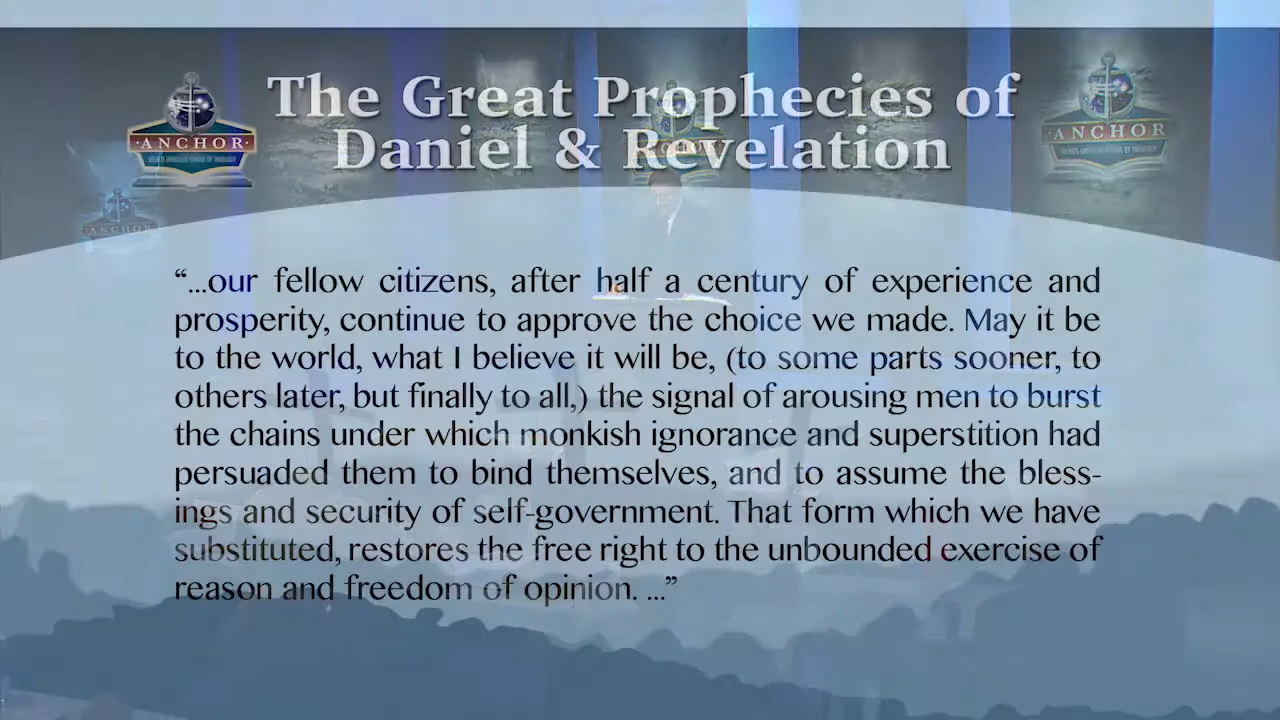 The Great Prophecies of
Daniel & Revelation
ANCHOR
ANCHOR
ANCHOR
“...our fellow citizens, after half a century of experience and
prosperity, continue to approve the choice we made. May it be
to the world, what I believe it will be, (to some parts sooner, to
others later, but finally to all,) the signal of arousing men to burst
the chains under which monkish ignorance and superstition had
persuaded them to bind themselves, and to assume the bless-
ings and security of self-government. That form which we have
substituted, restores the free right to the unbounded exercise of
reason and freedom of opinion. ...”